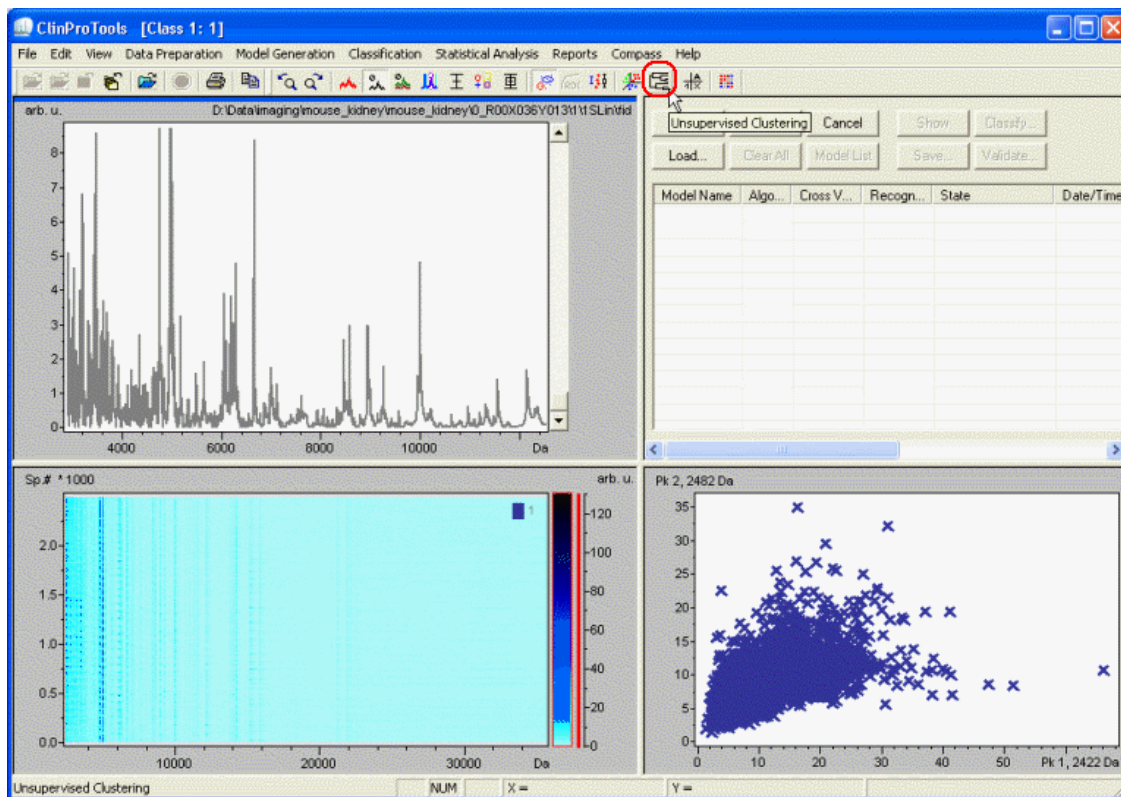 ClinProTools [Class 1: 1]
File Edit View Data Preparation Model Generation Classification Statistical Analysis Reports Compass Help
arb. u. D:\Data\imaging\mouse_kidney\mouse_kidney\0_R00X036Y013\1\1SLin\fid
8
7
6
5
4
3
2
1
0
4000 6000 8000 10000 Da
Unsupervised Clustering Cancel Show Classify...
Load... Clear All Model List Save... Validate...
Model Name Algo... Cross V... Recogn... State Date/Time
Sp.# * 1000 arb. u.
1
2.0
1.5
1.0
0.5
0.0
10000 20000 30000 Da
120
100
80
60
40
20
0
Pk 2, 2482 Da
35
30
25
20
15
10
5
0
0 10 20 30 40 50 Pk 1, 2422 Da
Unsupervised Clustering NUM X = Y =